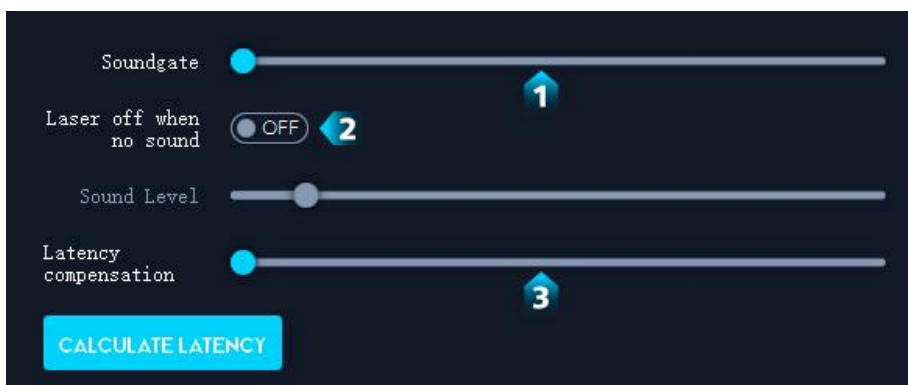 Soundgate
1
Laser off when
no sound
OFF
2
Sound Level
Latency
compensation
3
CALCULATE LATENCY